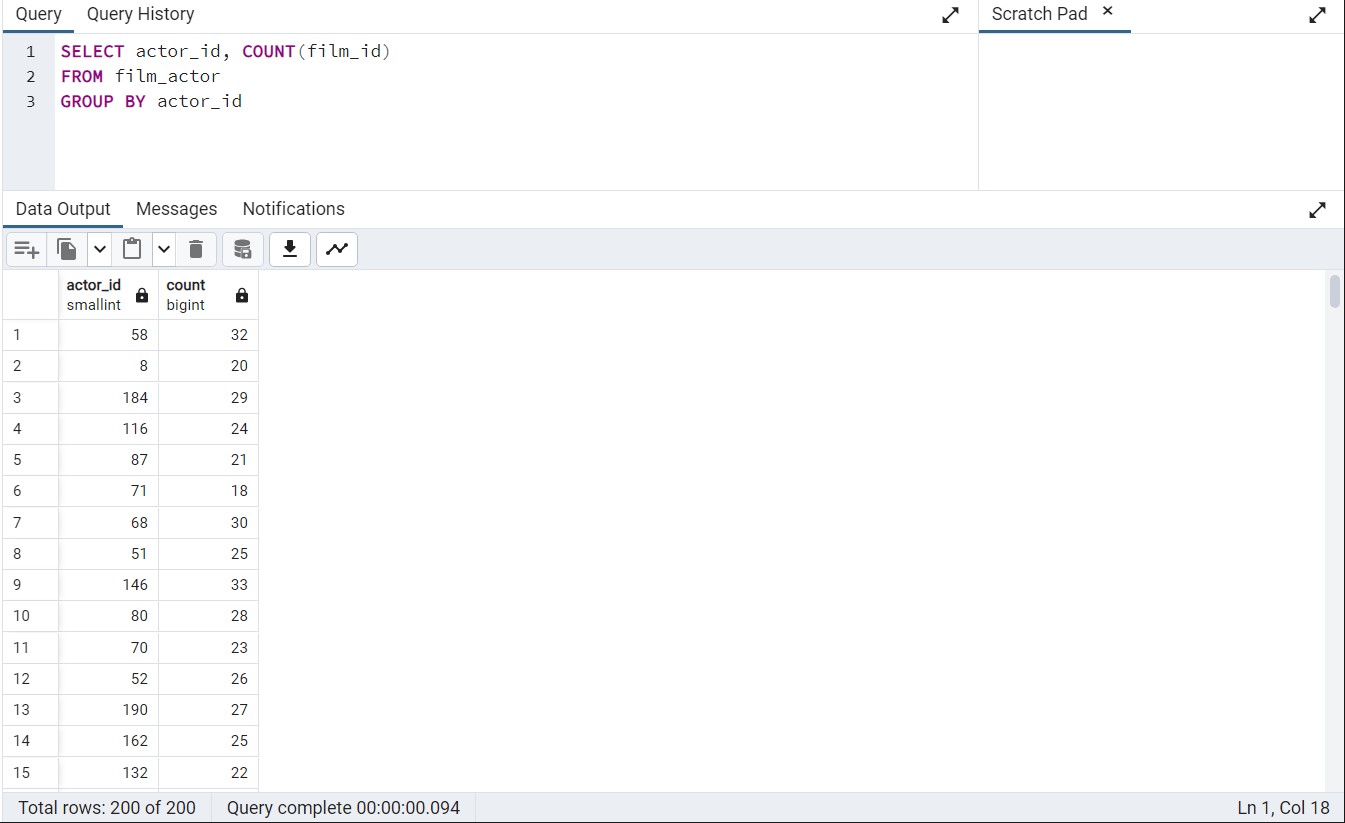 Query Query History Scratch Pad ×
1 SELECT actor_id, COUNT(film_id)
2 FROM film_actor
3 GROUP BY actor_id
Data Output Messages Notifications
actor_id count
smallint bigint
1 58 32
2 8 20
3 184 29
4 116 24
5 87 21
6 71 18
7 68 30
8 51 25
9 146 33
10 80 28
11 70 23
12 52 26
13 190 27
14 162 25
15 132 22
Total rows: 200 of 200 Query complete 00:00:00.094 Ln 1, Col 18